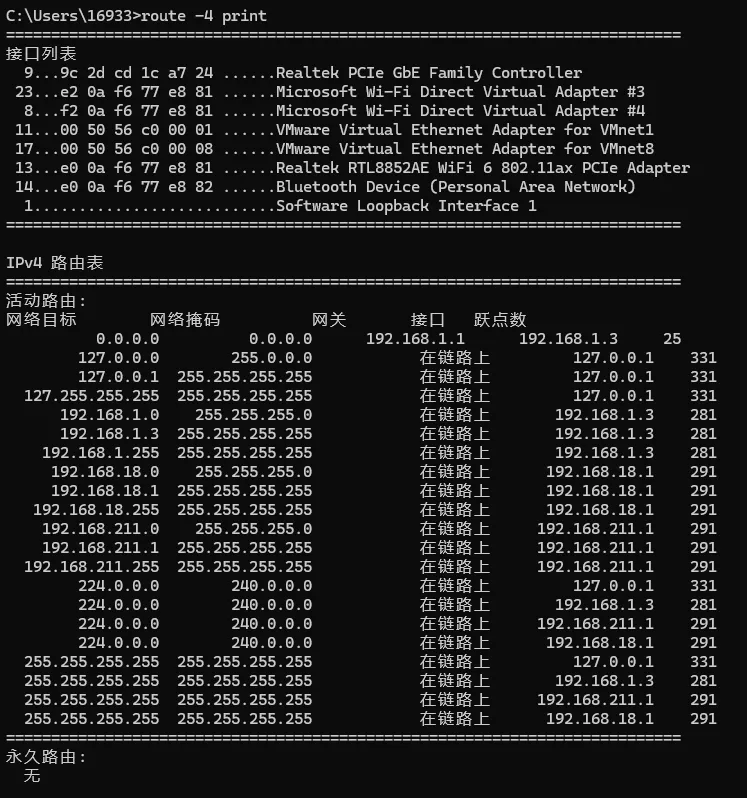 C:\Users\16933>route -4 print
===========================================================================
接口列表
  9...9c 2d cd 1c a7 24 ......Realtek PCIe GbE Family Controller
 23...e2 0a f6 77 e8 81 ......Microsoft Wi-Fi Direct Virtual Adapter #3
  8...f2 0a f6 77 e8 81 ......Microsoft Wi-Fi Direct Virtual Adapter #4
 11...00 50 56 c0 00 01 ......VMware Virtual Ethernet Adapter for VMnet1
 17...00 50 56 c0 00 08 ......VMware Virtual Ethernet Adapter for VMnet8
 13...e0 0a f6 77 e8 81 ......Realtek RTL8852AE WiFi 6 802.11ax PCIe Adapter
 14...e0 0a f6 77 e8 82 ......Bluetooth Device (Personal Area Network)
  1...........................Software Loopback Interface 1
===========================================================================
IPv4 路由表
===========================================================================
活动路由:
网络目标        网络掩码          网关       接口   跃点数
          0.0.0.0          0.0.0.0      192.168.1.1      192.168.1.3     25
        127.0.0.0        255.0.0.0            在链路上         127.0.0.1    331
        127.0.0.1  255.255.255.255            在链路上         127.0.0.1    331
  127.255.255.255  255.255.255.255            在链路上         127.0.0.1    331
      192.168.1.0    255.255.255.0            在链路上       192.168.1.3    281
      192.168.1.3  255.255.255.255            在链路上       192.168.1.3    281
    192.168.1.255  255.255.255.255            在链路上       192.168.1.3    281
     192.168.18.0    255.255.255.0            在链路上      192.168.18.1    291
     192.168.18.1  255.255.255.255            在链路上      192.168.18.1    291
   192.168.18.255  255.255.255.255            在链路上      192.168.18.1    291
    192.168.211.0    255.255.255.0            在链路上     192.168.211.1    291
    192.168.211.1  255.255.255.255            在链路上     192.168.211.1    291
  192.168.211.255  255.255.255.255            在链路上     192.168.211.1    291
        224.0.0.0        240.0.0.0            在链路上         127.0.0.1    331
        224.0.0.0        240.0.0.0            在链路上       192.168.1.3    281
        224.0.0.0        240.0.0.0            在链路上     192.168.211.1    291
        224.0.0.0        240.0.0.0            在链路上      192.168.18.1    291
  255.255.255.255  255.255.255.255            在链路上         127.0.0.1    331
  255.255.255.255  255.255.255.255            在链路上       192.168.1.3    281
  255.255.255.255  255.255.255.255            在链路上     192.168.211.1    291
  255.255.255.255  255.255.255.255            在链路上      192.168.18.1    291
===========================================================================
永久路由:
  无